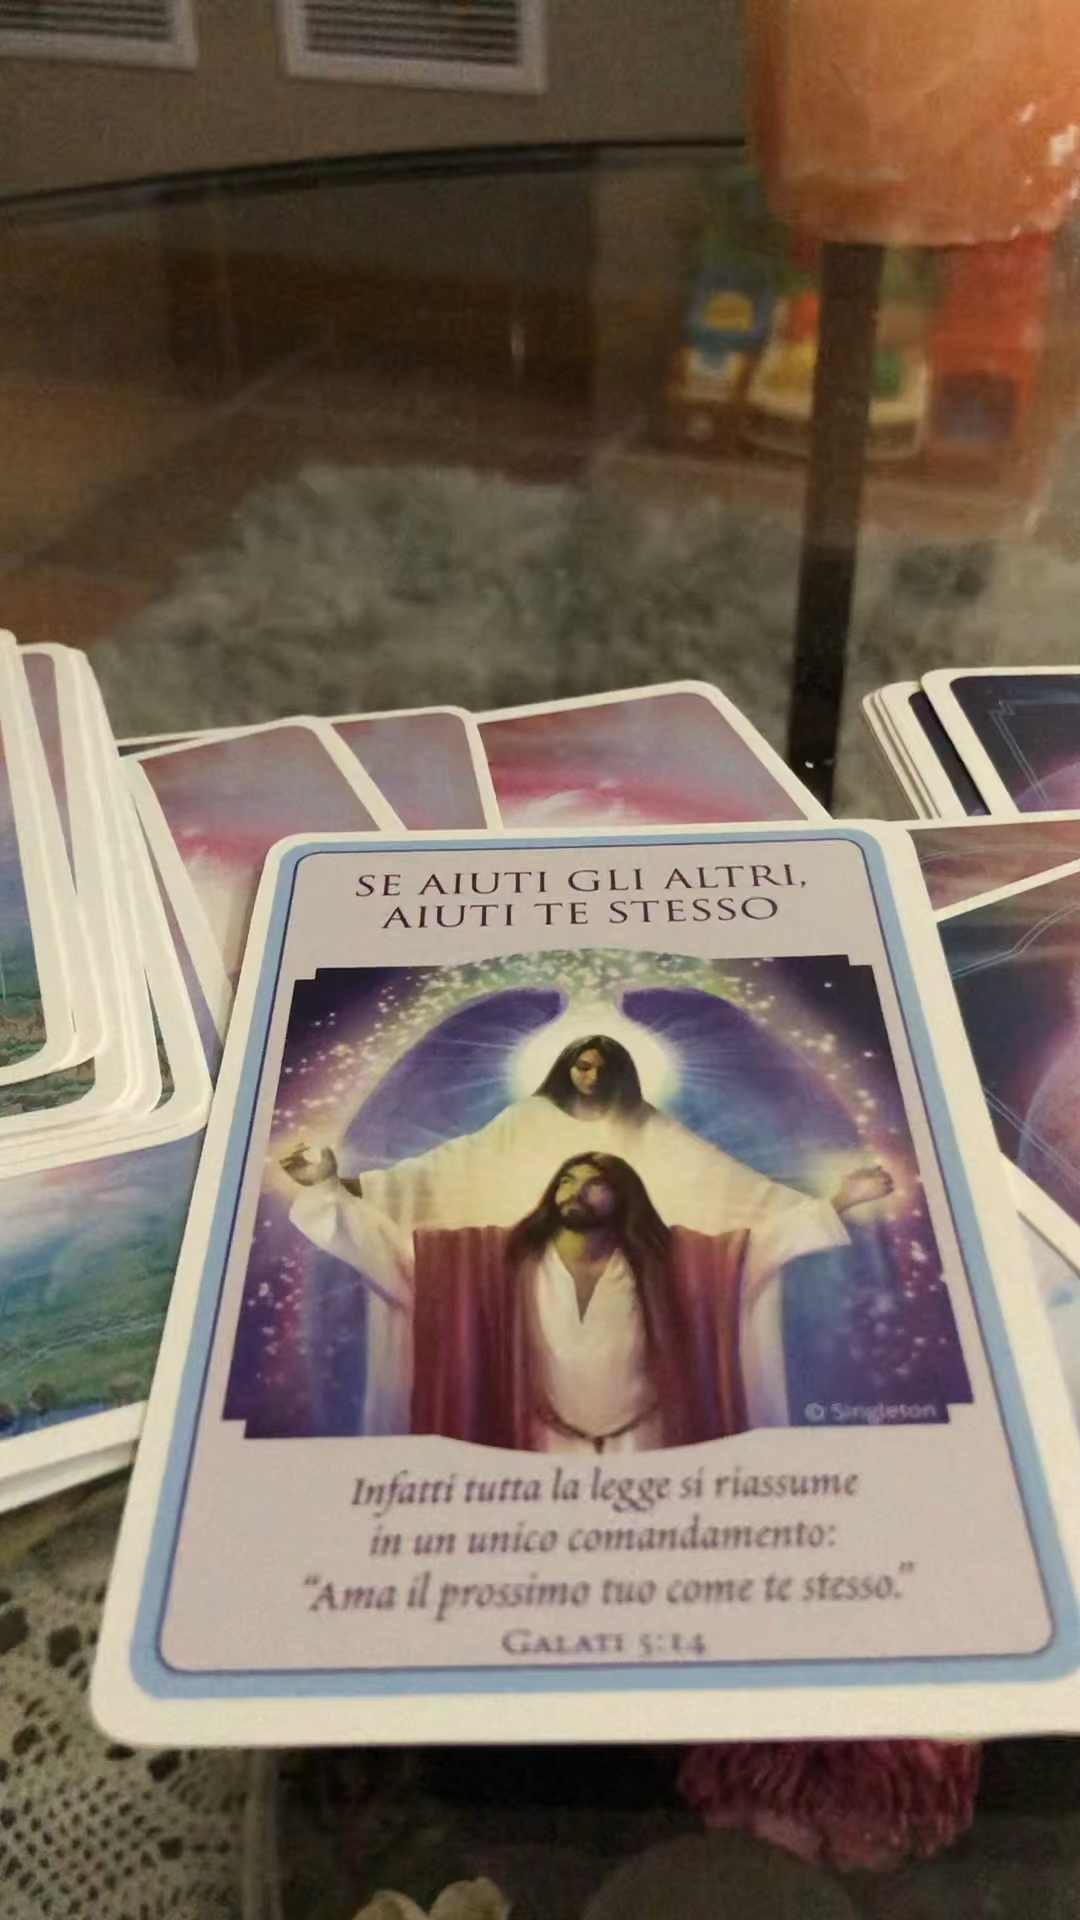 SE AIUTI GLI ALTRI,
AIUTI TE STESSO
© Singleton
Infatti tutta la legge si riassume
in un unico comandamento:
“Ama il prossimo tuo come te stesso.”
GALATI 5:14